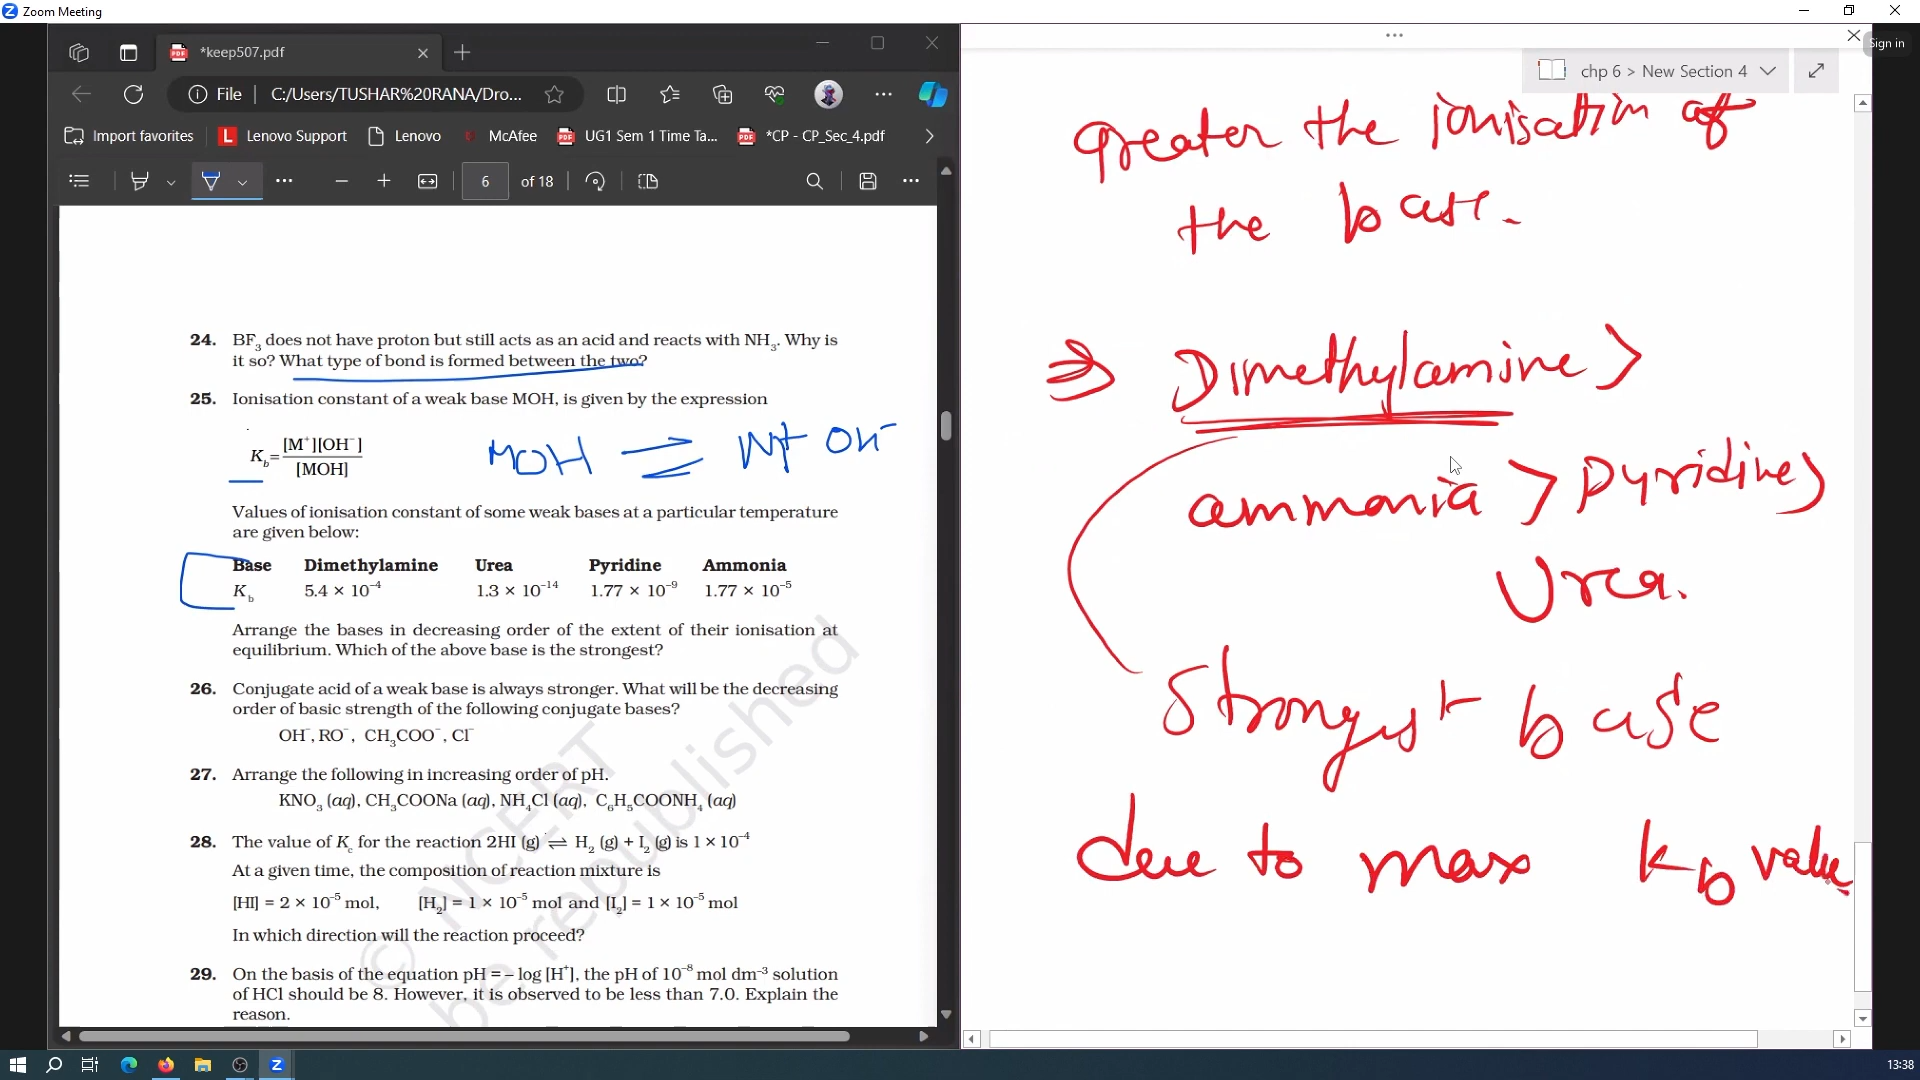 Zoom Meeting
*keep507.pdf
Sign in
File C:/Users/TUSHAR%20RANA/Dro...
chp 6 > New Section 4
Import favorites Lenovo Support Lenovo McAfee UG1 Sem 1 Time Ta... *CP - CP_Sec_4.pdf
6 of 18
24. BF₃ does not have proton but still acts as an acid and reacts with NH₃. Why is
it so? What type of bond is formed between the two?
25. Ionisation constant of a weak base MOH, is given by the expression
K_b = [M⁺][OH⁻] / [MOH]
MOH ⇌ M⁺ OH⁻
Values of ionisation constant of some weak bases at a particular temperature
are given below:
Base Dimethylamine Urea Pyridine Ammonia
K_b 5.4 × 10⁻⁴ 1.3 × 10⁻¹⁴ 1.77 × 10⁻⁹ 1.77 × 10⁻⁵
Arrange the bases in decreasing order of the extent of their ionisation at
equilibrium. Which of the above base is the strongest?
26. Conjugate acid of a weak base is always stronger. What will be the decreasing
order of basic strength of the following conjugate bases?
OH⁻, RO⁻, CH₃COO⁻, Cl⁻
27. Arrange the following in increasing order of pH.
KNO₃ (aq), CH₃COONa (aq), NH₄Cl (aq), C₆H₅COONH₄ (aq)
28. The value of K_c for the reaction 2HI (g) ⇌ H₂ (g) + I₂ (g) is 1 × 10⁻⁴
At a given time, the composition of reaction mixture is
[HI] = 2 × 10⁻⁵ mol, [H₂] = 1 × 10⁻⁵ mol and [I₂] = 1 × 10⁻⁵ mol
In which direction will the reaction proceed?
29. On the basis of the equation pH = – log [H⁺], the pH of 10⁻⁸ mol dm⁻³ solution
of HCl should be 8. However, it is observed to be less than 7.0. Explain the
reason.
© NCERT
be republished
greater the ionisation of
the base.
⇒ Dimethylamine >
ammonia > pyridine >
Urea.
Strongest base
due to max K_b value
13:38